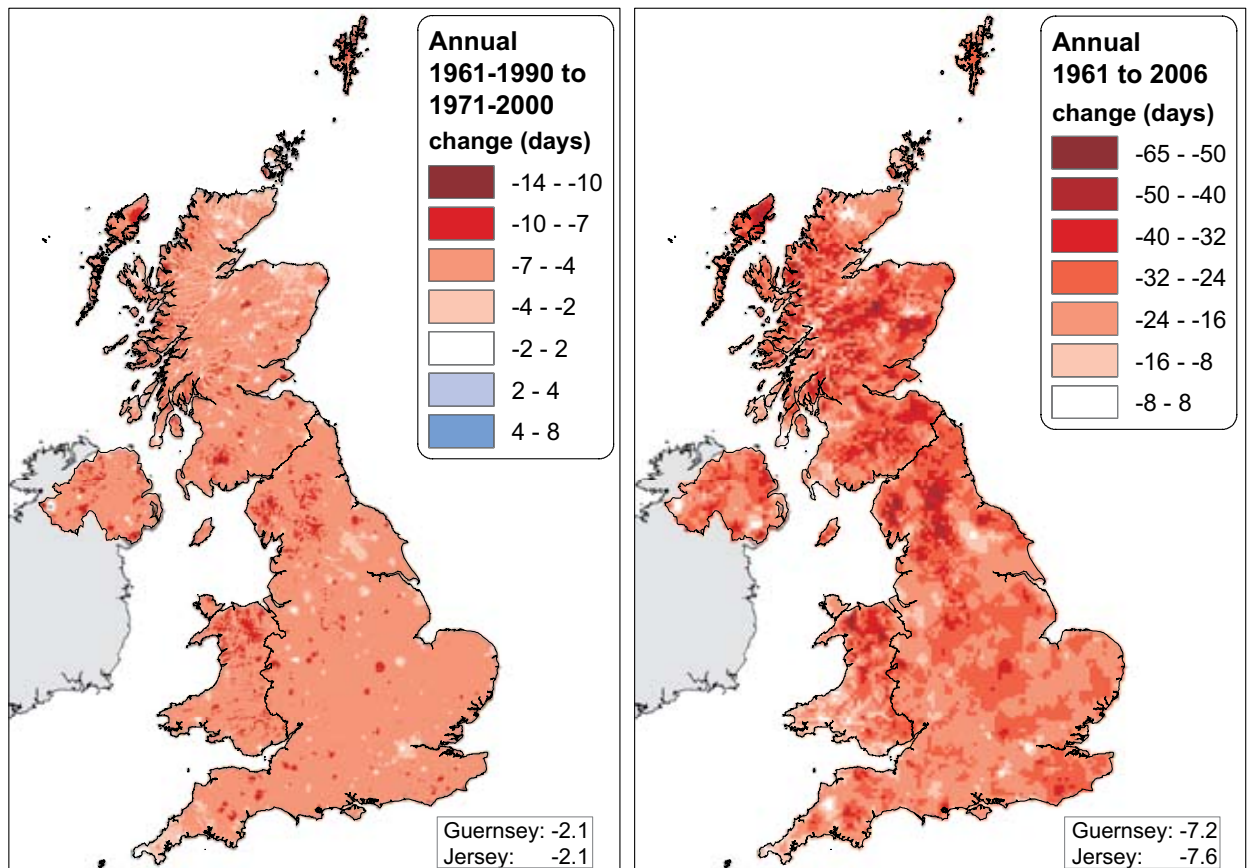 Annual
1961-1990 to
1971-2000
change (days)
-14 - -10
-10 - -7
-7 - -4
-4 - -2
-2 - 2
2 - 4
4 - 8
Guernsey: -2.1
Jersey: -2.1
Annual
1961 to 2006
change (days)
-65 - -50
-50 - -40
-40 - -32
-32 - -24
-24 - -16
-16 - -8
-8 - 8
Guernsey: -7.2
Jersey: -7.6